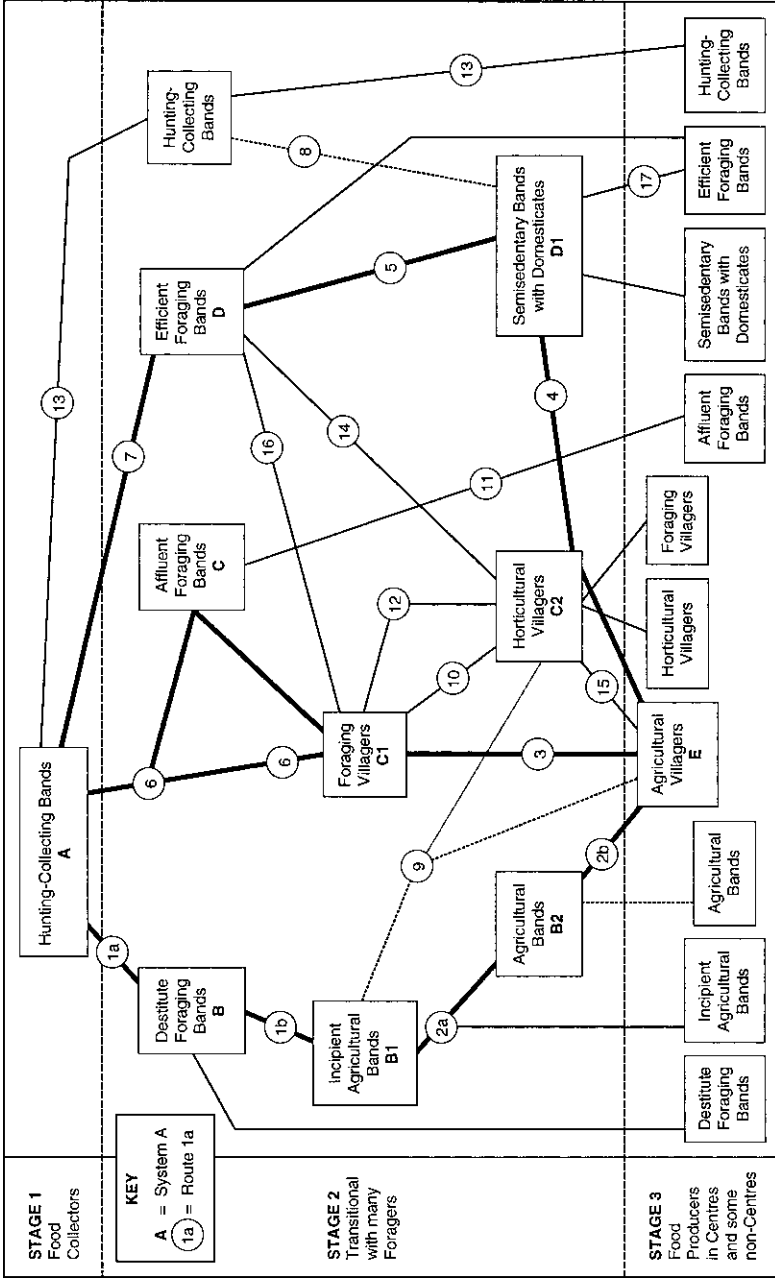 STAGE 1
Food
Collectors
Hunting-Collecting Bands
A
13
1a
6
7
KEY
A = System A
1a = Route 1a
STAGE 2
Transitional
with many
Foragers
Destitute
Foraging
Bands
B
Affluent
Foraging
Bands
C
Efficient
Foraging
Bands
D
Hunting-
Collecting
Bands
1b
6
16
14
5
8
Incipient
Agricultural
Bands
B1
Foraging
Villagers
C1
12
10
9
11
13
2a
Agricultural
Bands
B2
3
Horticultural
Villagers
C2
4
Semisedentary Bands
with Domesticates
D1
2b
15
17
STAGE 3
Food
Producers
in Centres
and some
non-Centres
Agricultural
Villagers
E
Destitute
Foraging
Bands
Incipient
Agricultural
Bands
Agricultural
Bands
Horticultural
Villagers
Foraging
Villagers
Affluent
Foraging
Bands
Semisedentary
Bands with
Domesticates
Efficient
Foraging
Bands
Hunting-
Collecting
Bands